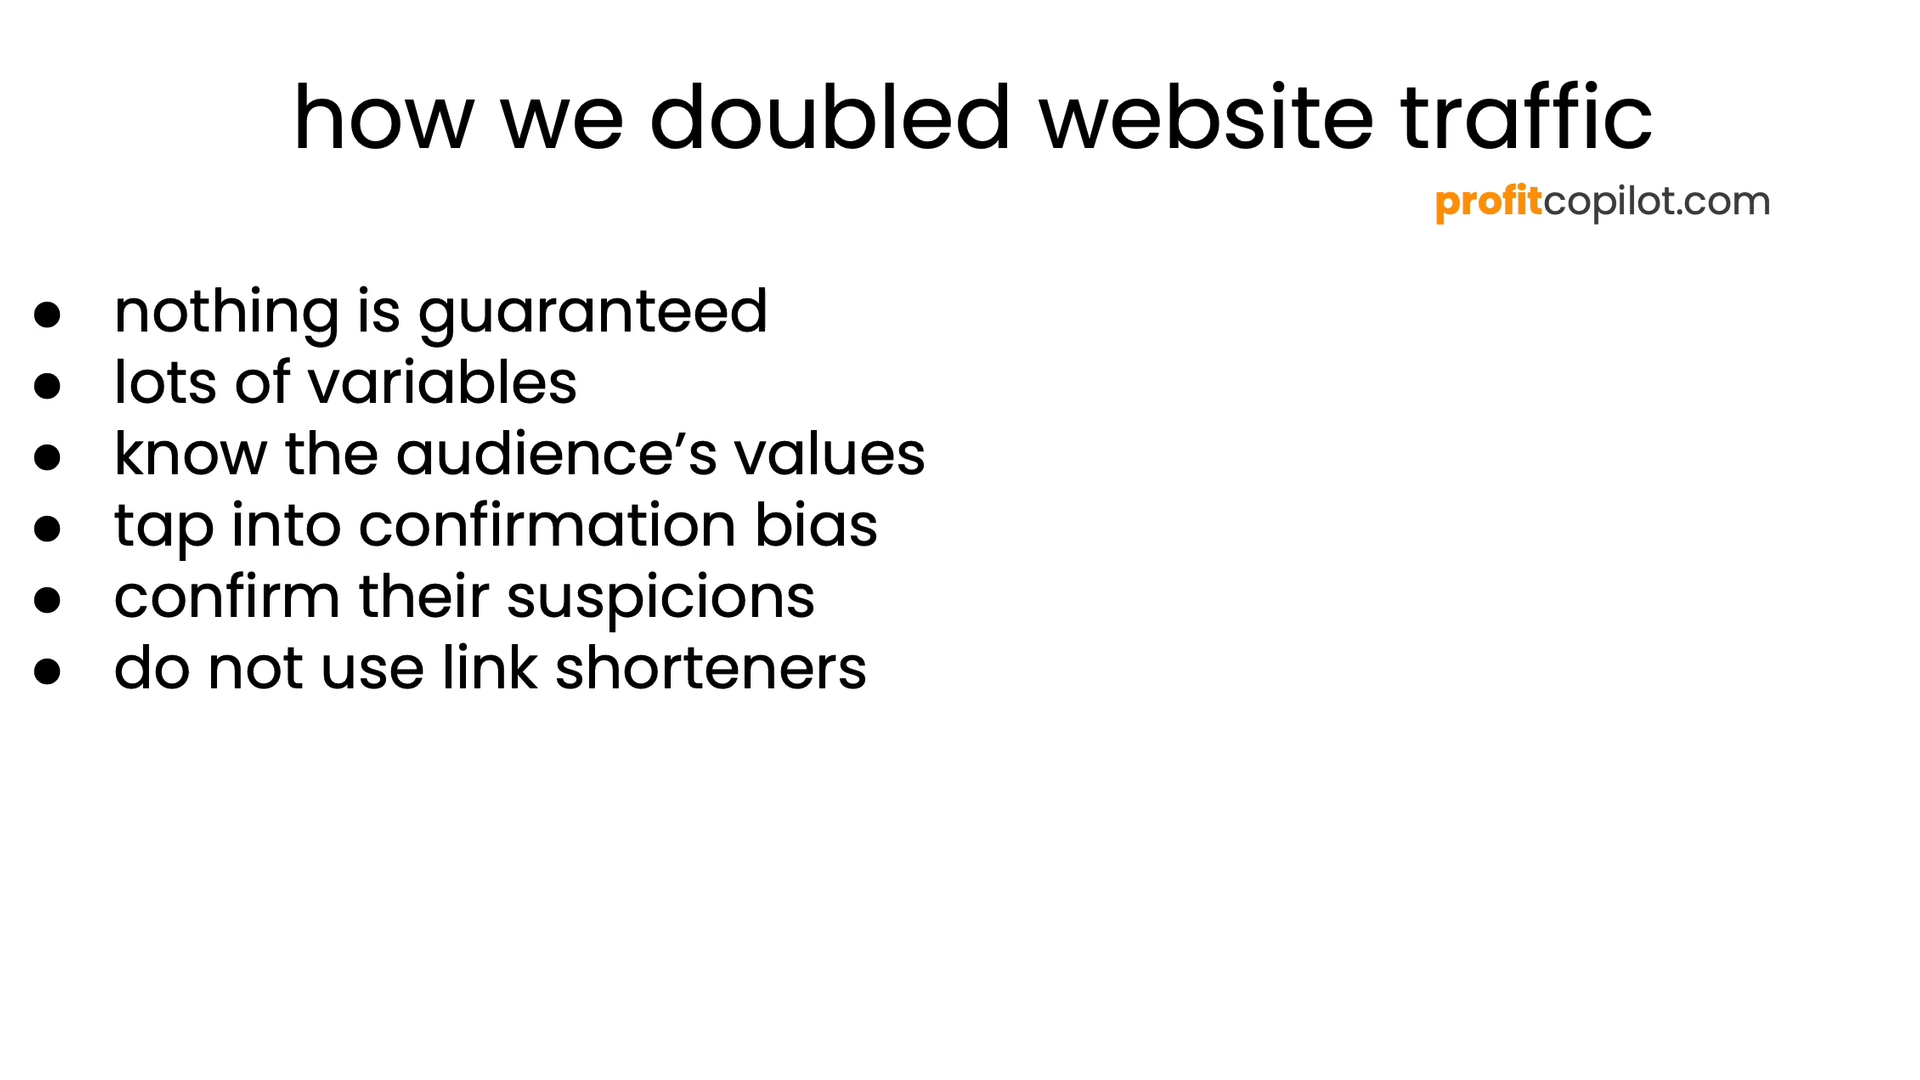 how we doubled website traffic
profitcopilot.com
● nothing is guaranteed
● lots of variables
● know the audience’s values
● tap into confirmation bias
● confirm their suspicions
● do not use link shorteners